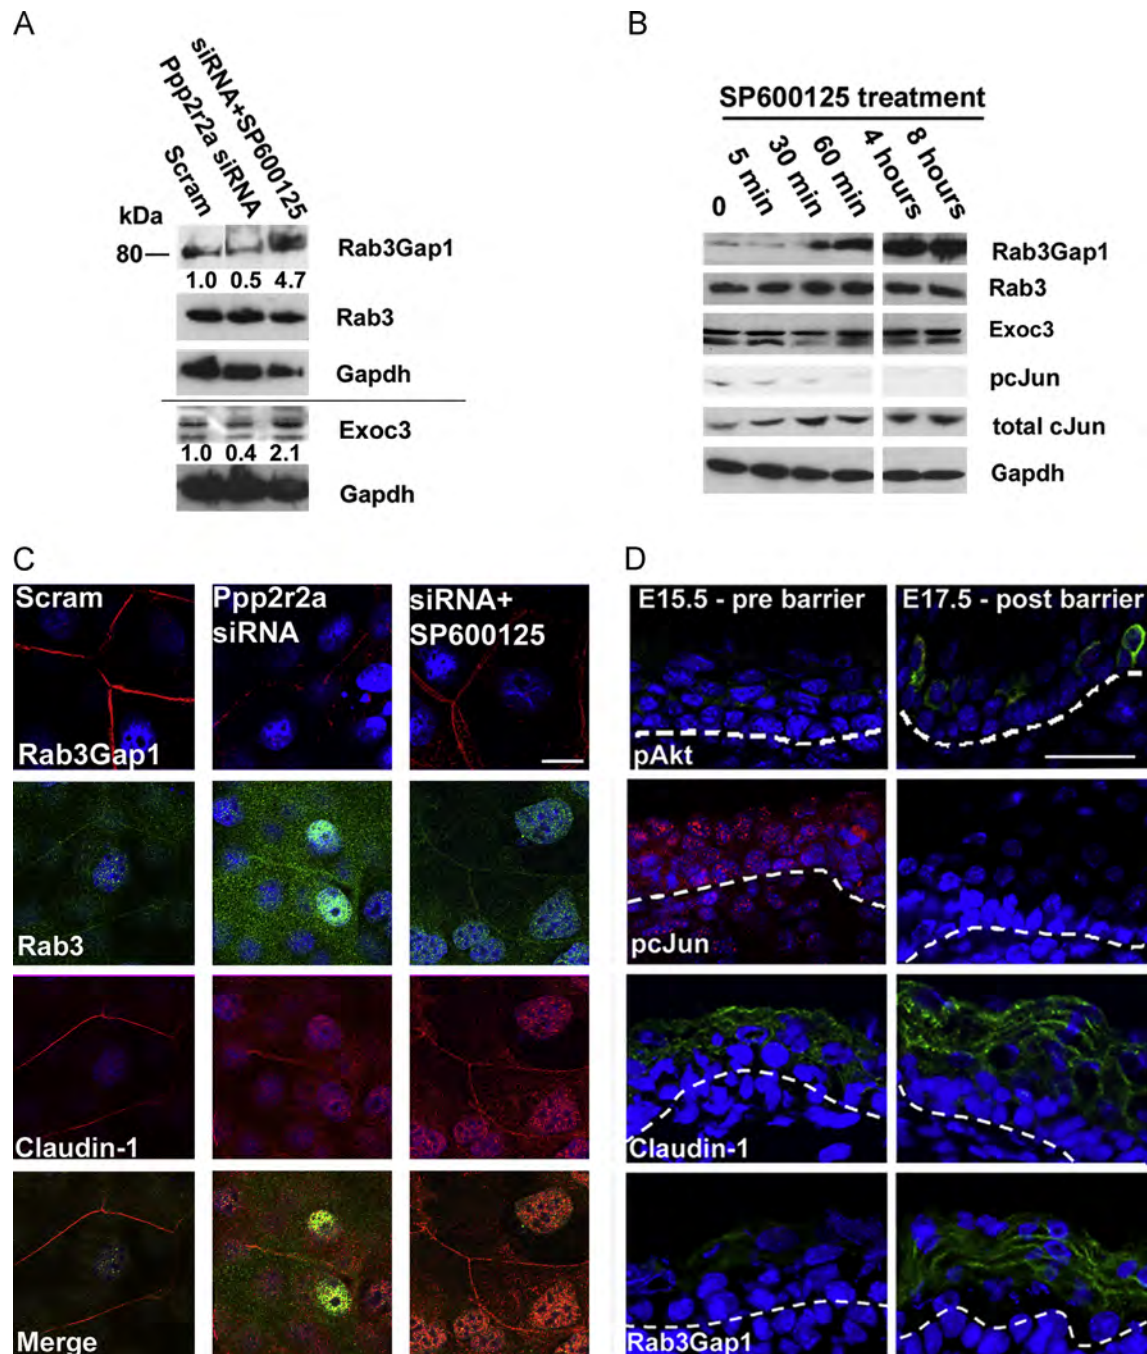 A
Scram
Ppp2r2a siRNA
siRNA+SP600125
kDa
80
Rab3Gap1
1.0 0.5 4.7
Rab3
Gapdh
Exoc3
1.0 0.4 2.1
Gapdh
B
SP600125 treatment
0 5 min 30 min 60 min 4 hours 8 hours
Rab3Gap1
Rab3
Exoc3
pcJun
total cJun
Gapdh
C
Scram
Ppp2r2a
siRNA
siRNA+
SP600125
Rab3Gap1
Rab3
Claudin-1
Merge
D
E15.5 - pre barrier
E17.5 - post barrier
pAkt
pcJun
Claudin-1
Rab3Gap1